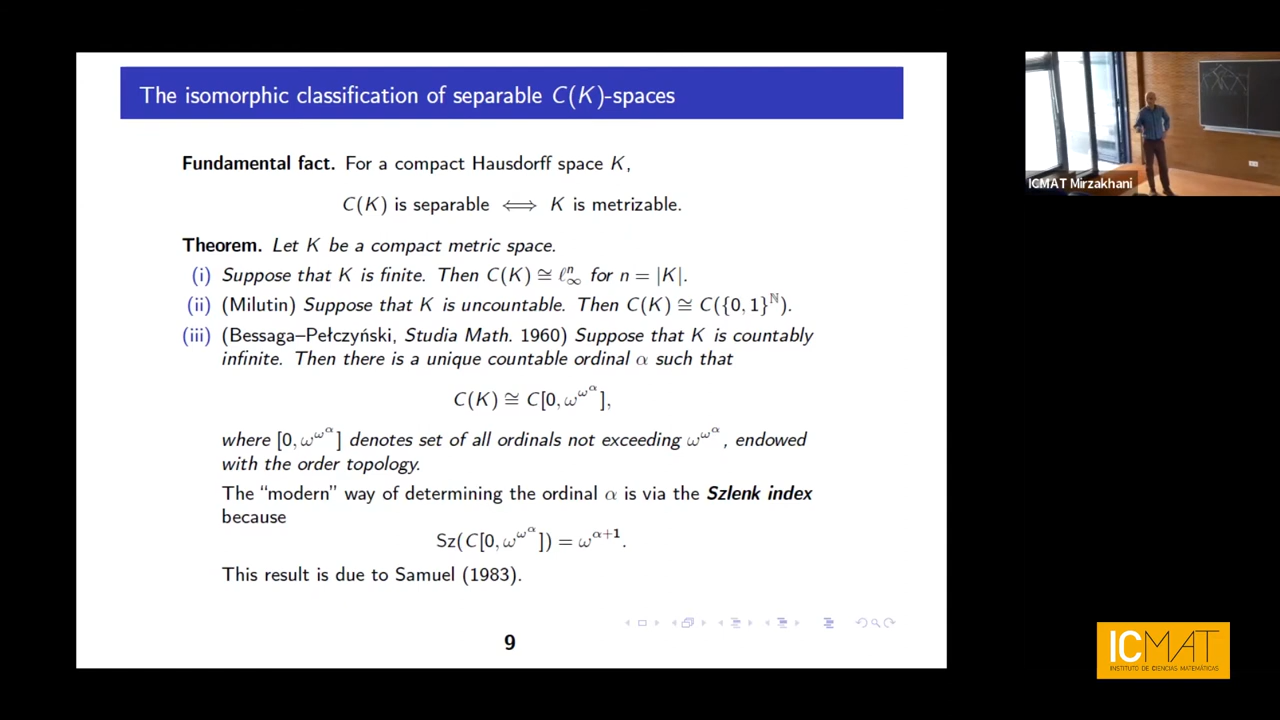 The isomorphic classification of separable C(K)-spaces
Fundamental fact. For a compact Hausdorff space K,
C(K) is separable ⟺ K is metrizable.
Theorem. Let K be a compact metric space.
(i) Suppose that K is finite. Then C(K) ≅ ℓ_∞^n for n = |K|.
(ii) (Milutin) Suppose that K is uncountable. Then C(K) ≅ C({0, 1}^ℕ).
(iii) (Bessaga–Pełczyński, Studia Math. 1960) Suppose that K is countably
infinite. Then there is a unique countable ordinal α such that
C(K) ≅ C[0, ω^{ω^α}],
where [0, ω^{ω^α}] denotes set of all ordinals not exceeding ω^{ω^α}, endowed
with the order topology.
The “modern” way of determining the ordinal α is via the Szlenk index
because
Sz(C[0, ω^{ω^α}]) = ω^{α+1}.
This result is due to Samuel (1983).
9
ICMAT Mirzakhani
ICMAT
INSTITUTO DE CIENCIAS MATEMÁTICAS